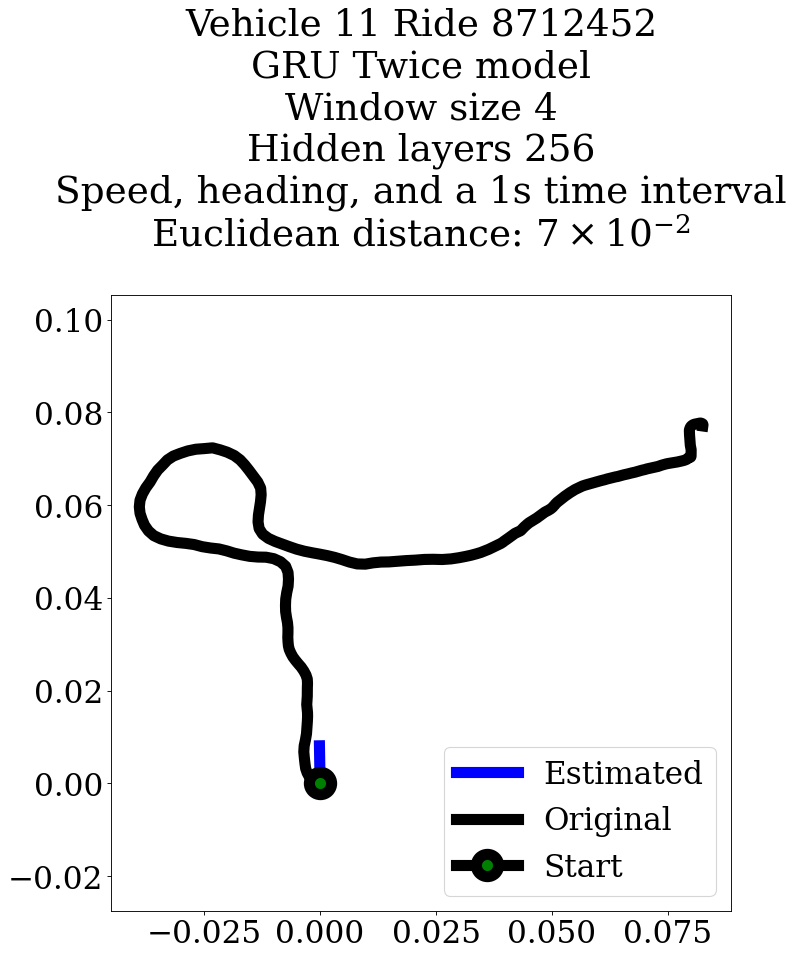 Vehicle 11 Ride 8712452
GRU Twice model
Window size 4
Hidden layers 256
Speed, heading, and a 1s time interval
Euclidean distance: 7 × 10⁻²
0.10
0.08
0.06
0.04
0.02
0.00
−0.02
Estimated
Original
Start
−0.025 0.000 0.025 0.050 0.075